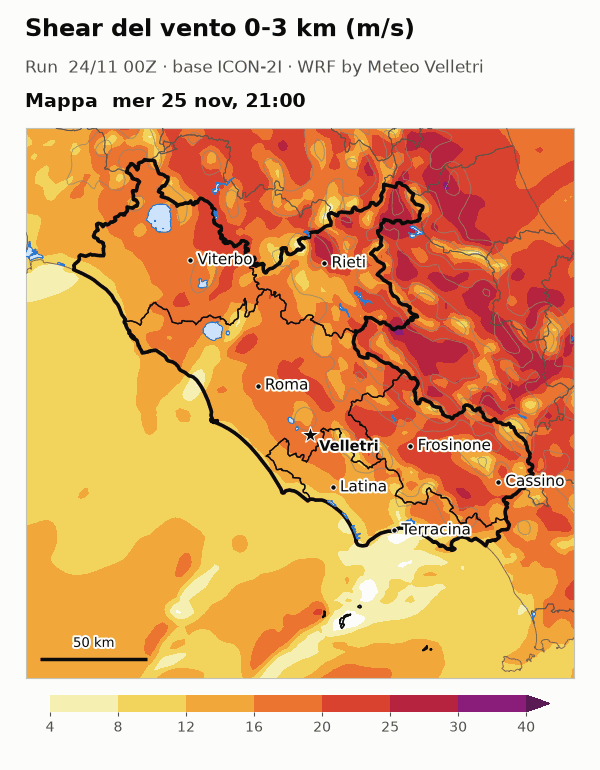 Shear del vento 0-3 km (m/s)
Run  24/11 00Z · base ICON-2I · WRF by Meteo Velletri
Mappa  mer 25 nov, 21:00
Viterbo
Rieti
Roma
Velletri
Frosinone
Cassino
Latina
Terracina
50 km
4 8 12 16 20 25 30 40